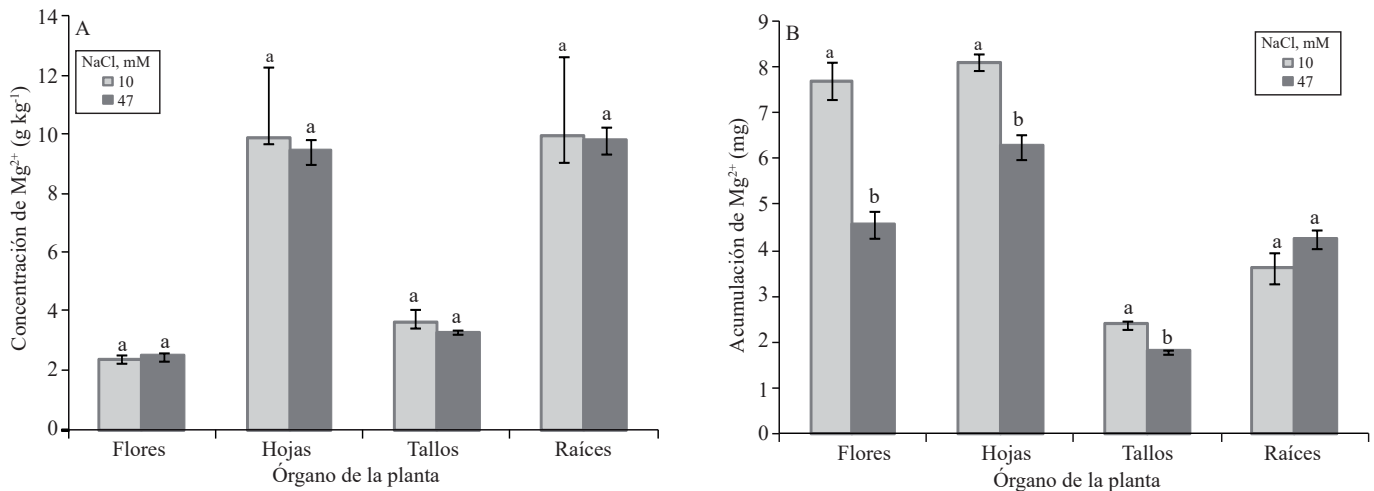 A
NaCl, mM
10
47
Concentración de Mg²⁺ (g kg⁻¹)
14
12
10
8
6
4
2
0
a
a
a
a
a
a
a
a
Flores
Hojas
Tallos
Raíces
Órgano de la planta
B
NaCl, mM
10
47
Acumulación de Mg²⁺ (mg)
9
8
7
6
5
4
3
2
1
0
a
b
a
b
a
b
a
a
Flores
Hojas
Tallos
Raíces
Órgano de la planta